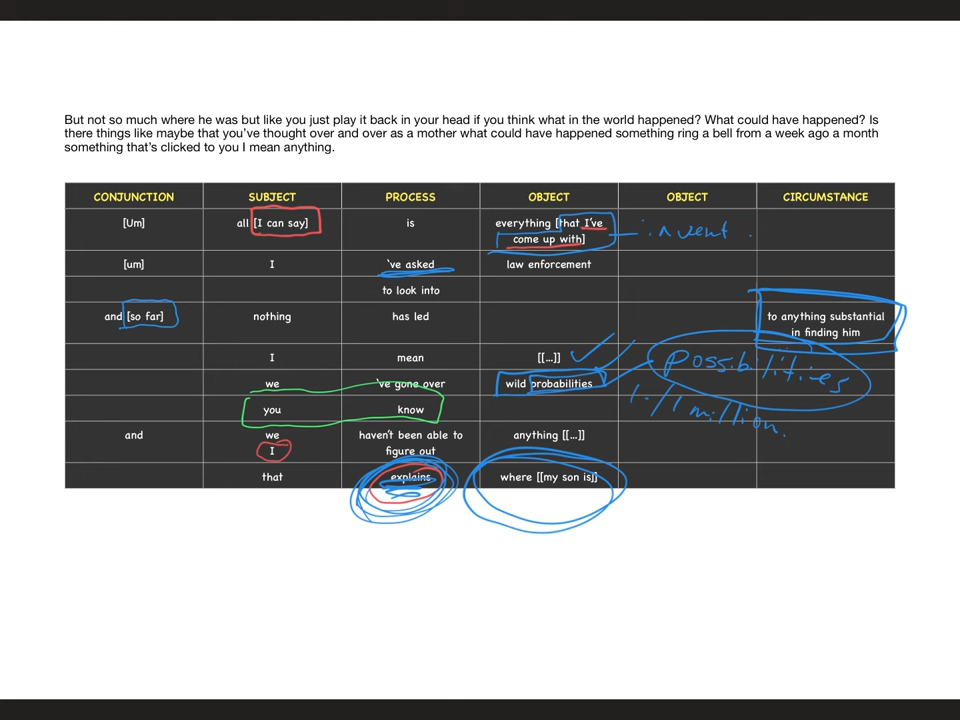 But not so much where he was but like you just play it back in your head if you think what in the world happened? What could have happened? Is
there things like maybe that you've thought over and over as a mother what could have happened something ring a bell from a week ago a month
something that's clicked to you I mean anything.
CONJUNCTION SUBJECT PROCESS OBJECT OBJECT CIRCUMSTANCE
[Um] all [I can say] is everything [that I've
come up with]
invent
[um] I 've asked law enforcement
to look into
and [so far] nothing has led to anything substantial
in finding him
I mean [[...]]
possibilities
we 've gone over wild probabilities
1:/1 million.
you know
and we haven't been able to anything [[...]]
I figure out
that explains where [[my son is]]